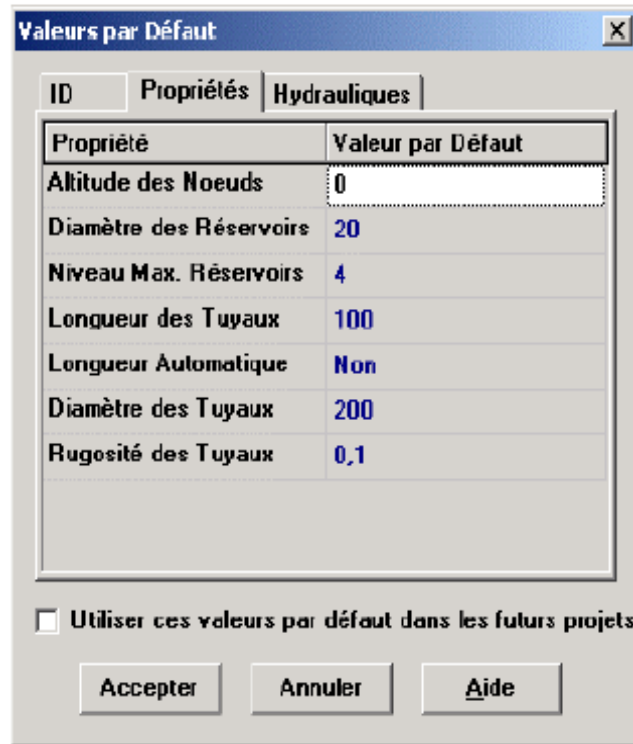 Valeurs par Défaut
ID Propriétés Hydrauliques
Propriété Valeur par Défaut
Altitude des Noeuds 0
Diamètre des Réservoirs 20
Niveau Max. Réservoirs 4
Longueur des Tuyaux 100
Longueur Automatique Non
Diamètre des Tuyaux 200
Rugosité des Tuyaux 0,1
Utiliser ces valeurs par défaut dans les futurs projets
Accepter Annuler Aide